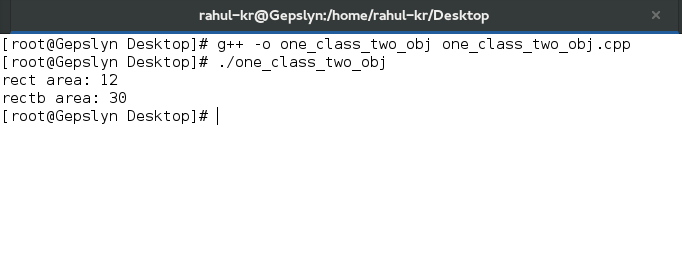 rahul-kr@Gepslyn:/home/rahul-kr/Desktop
[root@Gepslyn Desktop]# g++ -o one_class_two_obj one_class_two_obj.cpp
[root@Gepslyn Desktop]# ./one_class_two_obj
rect area: 12
rectb area: 30
[root@Gepslyn Desktop]#